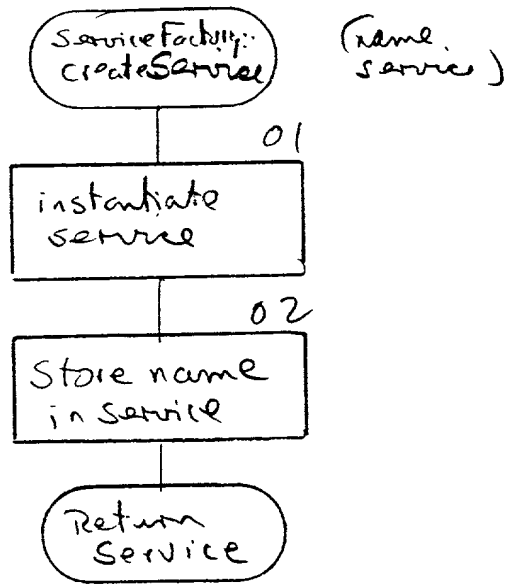 ServiceFactory::
createService
(name
service)
01
instantiate
service
02
Store name
in service
Return
Service